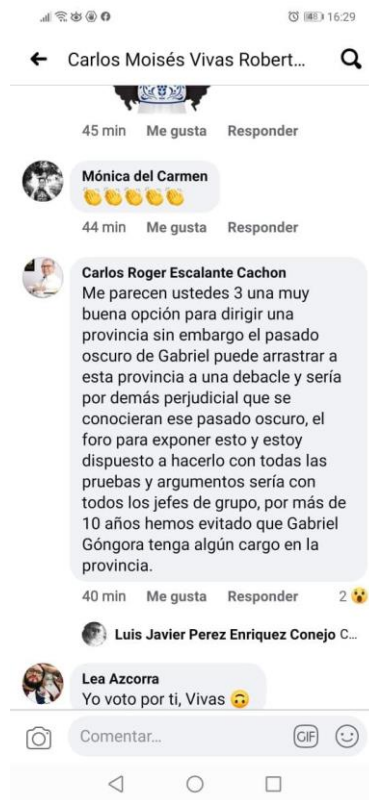 45 16:29
Carlos Moisés Vivas Robert...
45 min Me gusta Responder
Mónica del Carmen
👏👏👏👏👏
44 min Me gusta Responder
Carlos Roger Escalante Cachon
Me parecen ustedes 3 una muy
buena opción para dirigir una
provincia sin embargo el pasado
oscuro de Gabriel puede arrastrar a
esta provincia a una debacle y sería
por demás perjudicial que se
conocieran ese pasado oscuro, el
foro para exponer esto y estoy
dispuesto a hacerlo con todas las
pruebas y argumentos sería con
todos los jefes de grupo, por más de
10 años hemos evitado que Gabriel
Góngora tenga algún cargo en la
provincia.
40 min Me gusta Responder 2 😮
Luis Javier Perez Enriquez Conejo C...
Lea Azcorra
Yo voto por ti, Vivas 🙃
Comentar... GIF